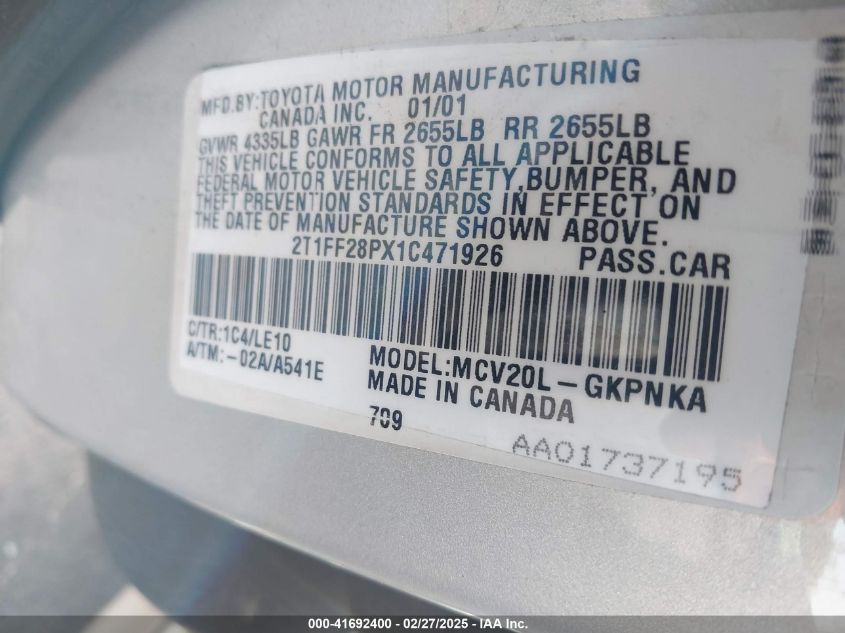 MFD.BY:TOYOTA MOTOR MANUFACTURING
CANADA INC. 01/01
GVWR 4335LB GAWR FR 2655LB RR 2655LB
THIS VEHICLE CONFORMS TO ALL APPLICABLE
FEDERAL MOTOR VEHICLE SAFETY,BUMPER, AND
THEFT PREVENTION STANDARDS IN EFFECT ON
THE DATE OF MANUFACTURE SHOWN ABOVE.
2T1FF28PX1C471926 PASS.CAR
C/TR:1C4/LE10
A/TM:-02A/A541E
MODEL:MCV20L-GKPNKA
MADE IN CANADA
709
AA01737195
000-41692400 - 02/27/2025 - IAA Inc.